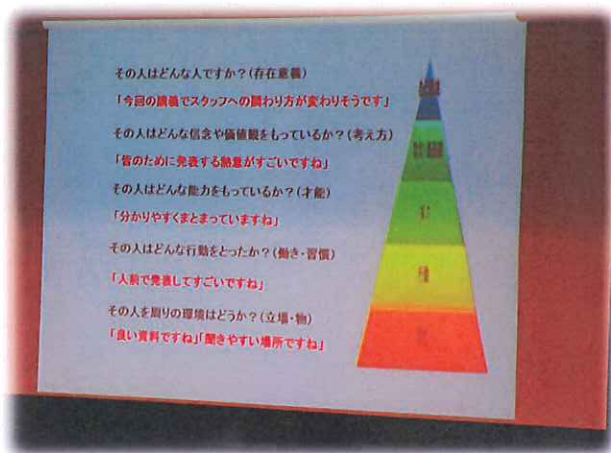 その人はどんな人ですか？(存在意義)
「今回の講義でスタッフへの関わり方が変わりそうです」
その人はどんな信念や価値観をもっているか？(考え方)
「皆のために発表する熱意がすごいですね」
その人はどんな能力をもっているか？(才能)
「分かりやすくまとまっていますね」
その人はどんな行動をとったか？(働き・習慣)
「人前で発表してすごいですね」
その人を周りの環境はどうか？(立場・物)
「良い資料ですね」「聞きやすい場所ですね」